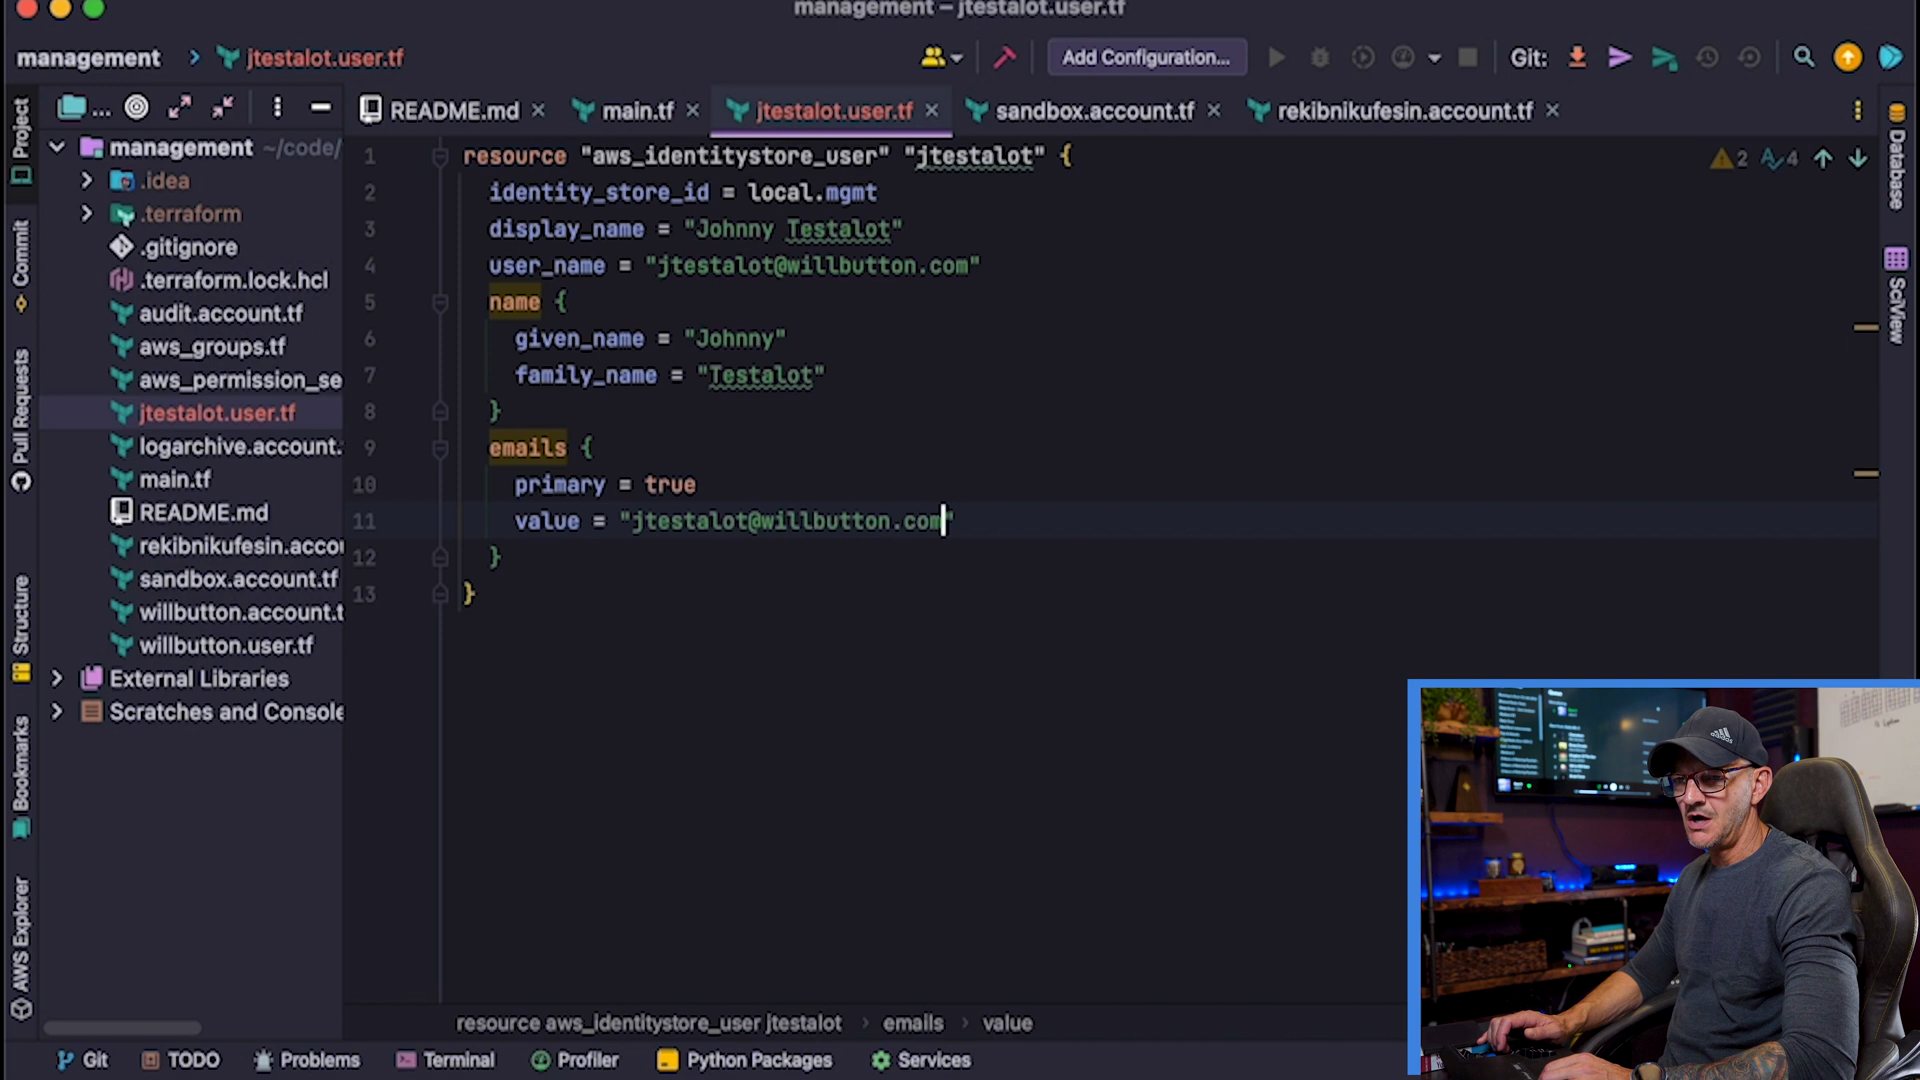 management – jtestalot.user.tf
management > jtestalot.user.tf
Add Configuration...
Git:
Project
Commit
Pull Requests
Structure
Bookmarks
AWS Explorer
...
README.md
main.tf
jtestalot.user.tf
sandbox.account.tf
rekibnikufesin.account.tf
management ~/code/
.idea
.terraform
.gitignore
.terraform.lock.hcl
audit.account.tf
aws_groups.tf
aws_permission_se
jtestalot.user.tf
logarchive.account.
main.tf
README.md
rekibnikufesin.accou
sandbox.account.tf
willbutton.account.t
willbutton.user.tf
External Libraries
Scratches and Console
1 resource "aws_identitystore_user" "jtestalot" {
2 identity_store_id = local.mgmt
3 display_name = "Johnny Testalot"
4 user_name = "jtestalot@willbutton.com"
5 name {
6 given_name = "Johnny"
7 family_name = "Testalot"
8 }
9 emails {
10 primary = true
11 value = "jtestalot@willbutton.com"
12 }
13 }
2 4
Database
SciView
resource aws_identitystore_user jtestalot > emails > value
Git TODO Problems Terminal Profiler Python Packages Services